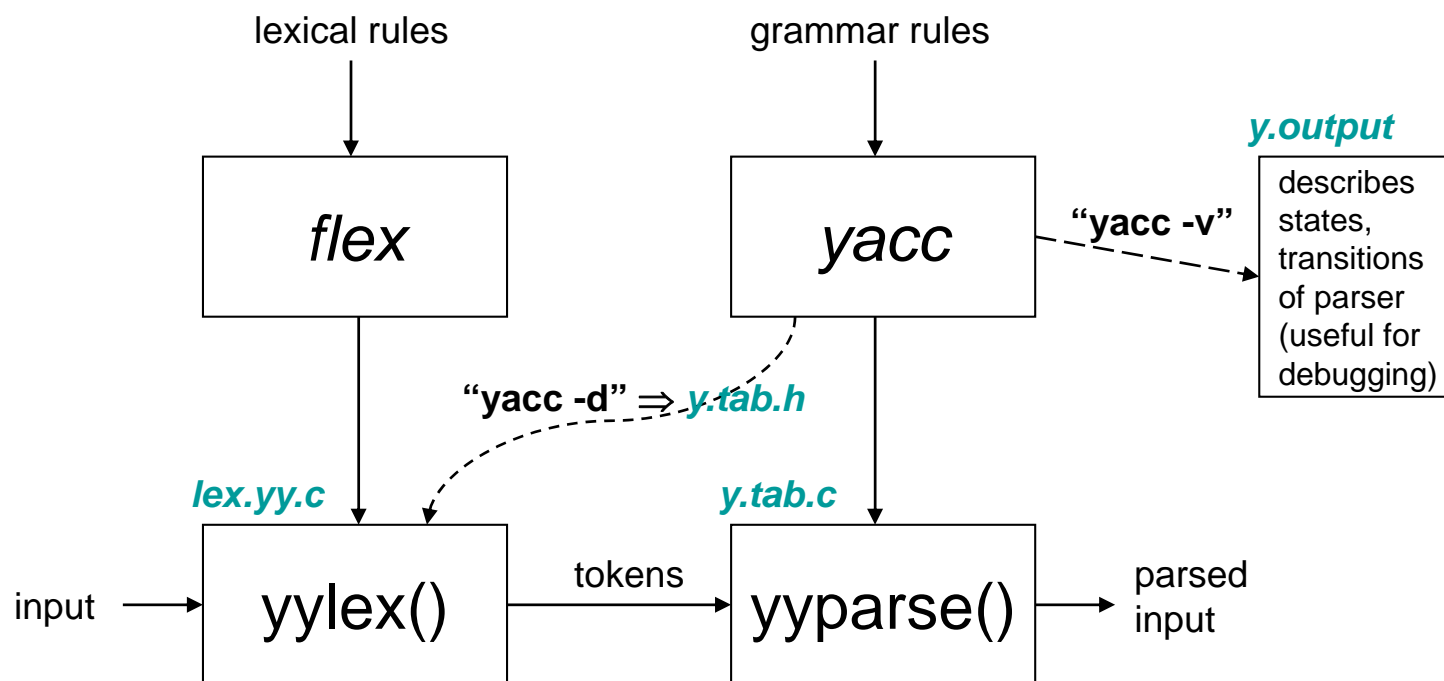 lexical rules
grammar rules
y.output
flex
yacc
“yacc -v”
describes
states,
transitions
of parser
(useful for
debugging)
“yacc -d” ⇒ y.tab.h
lex.yy.c
y.tab.c
input
yylex()
tokens
yyparse()
parsed
input